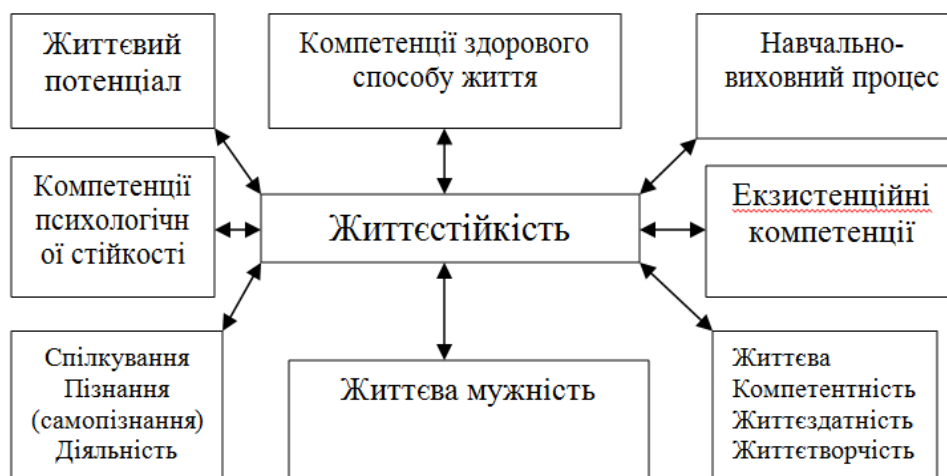 Життєвий
потенціал
Компетенції здорового
способу життя
Навчально-
виховний процес
Компетенції
психологічн
ої стійкості
Життєстійкість
Екзистенційні
компетенції
Спілкування
Пізнання
(самопізнання)
Діяльність
Життєва мужність
Життєва
Компетентність
Життєздатність
Життєтворчість